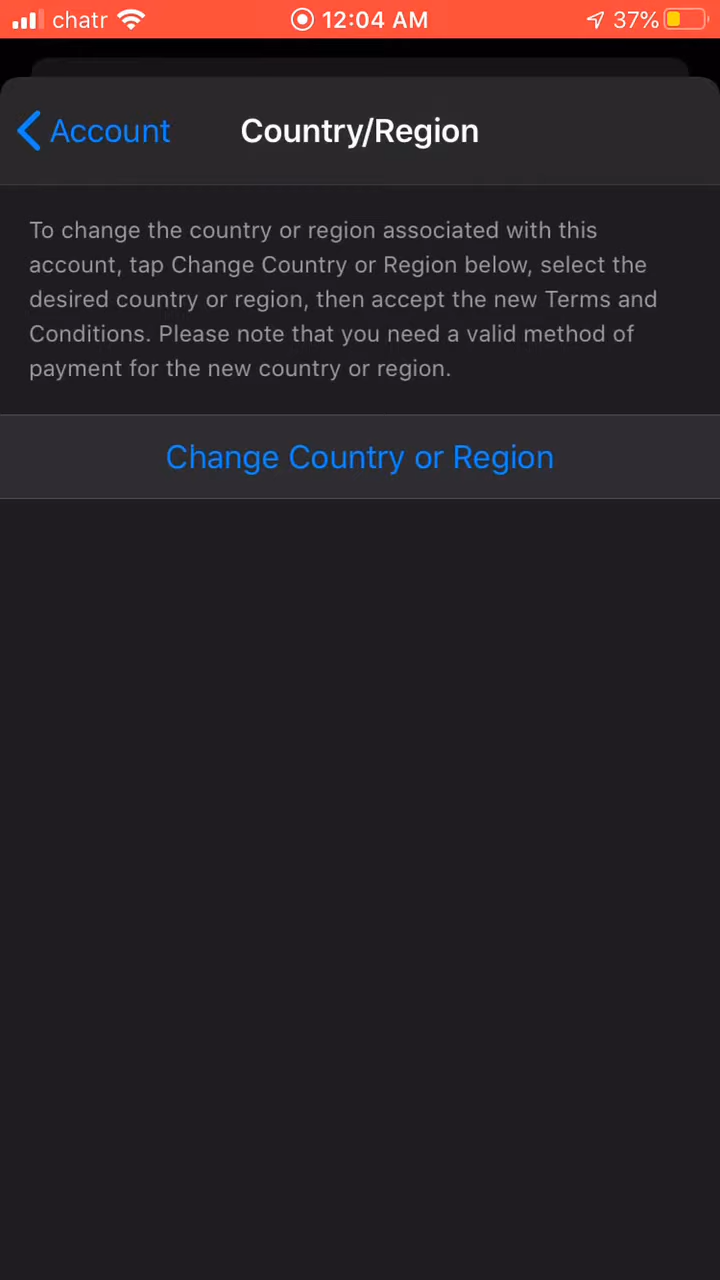 chatr 12:04 AM 37%
Account Country/Region
To change the country or region associated with this
account, tap Change Country or Region below, select the
desired country or region, then accept the new Terms and
Conditions. Please note that you need a valid method of
payment for the new country or region.
Change Country or Region